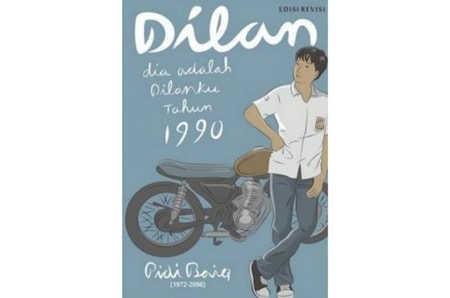 EDISI REVISI
Dilan
dia adalah
Dilanku
Tahun
1990
Pidi Baiq
(1972-2098)